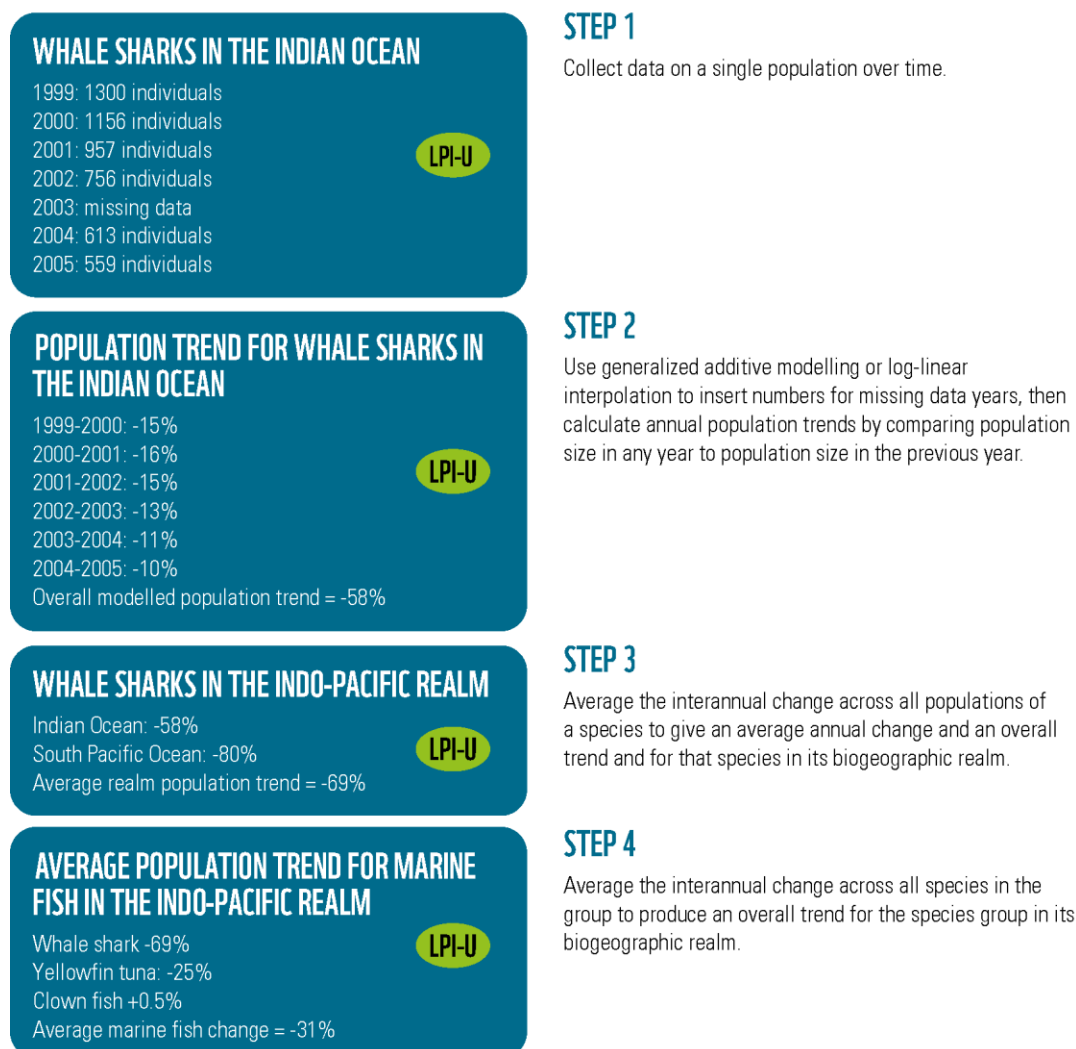 WHALE SHARKS IN THE INDIAN OCEAN
1999: 1300 individuals
2000: 1156 individuals
2001: 957 individuals
2002: 756 individuals
2003: missing data
2004: 613 individuals
2005: 559 individuals
LPI-U
STEP 1
Collect data on a single population over time.
POPULATION TREND FOR WHALE SHARKS IN
THE INDIAN OCEAN
1999-2000: -15%
2000-2001: -16%
2001-2002: -15%
2002-2003: -13%
2003-2004: -11%
2004-2005: -10%
Overall modelled population trend = -58%
LPI-U
STEP 2
Use generalized additive modelling or log-linear
interpolation to insert numbers for missing data years, then
calculate annual population trends by comparing population
size in any year to population size in the previous year.
WHALE SHARKS IN THE INDO-PACIFIC REALM
Indian Ocean: -58%
South Pacific Ocean: -80%
Average realm population trend = -69%
LPI-U
STEP 3
Average the interannual change across all populations of
a species to give an average annual change and an overall
trend and for that species in its biogeographic realm.
AVERAGE POPULATION TREND FOR MARINE
FISH IN THE INDO-PACIFIC REALM
Whale shark -69%
Yellowfin tuna: -25%
Clown fish +0.5%
Average marine fish change = -31%
LPI-U
STEP 4
Average the interannual change across all species in the
group to produce an overall trend for the species group in its
biogeographic realm.